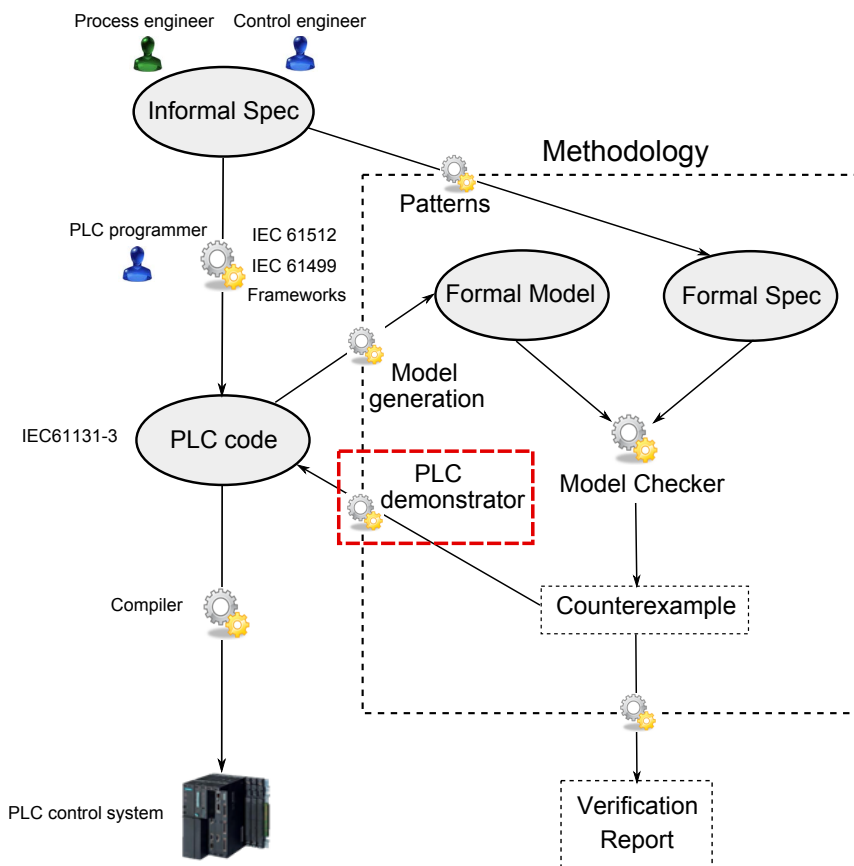 Process engineer
Control engineer
Informal Spec
Methodology
Patterns
PLC programmer
IEC 61512
IEC 61499
Frameworks
Formal Model
Formal Spec
Model
generation
IEC61131-3
PLC code
PLC
demonstrator
Model Checker
Compiler
Counterexample
PLC control system
Verification
Report